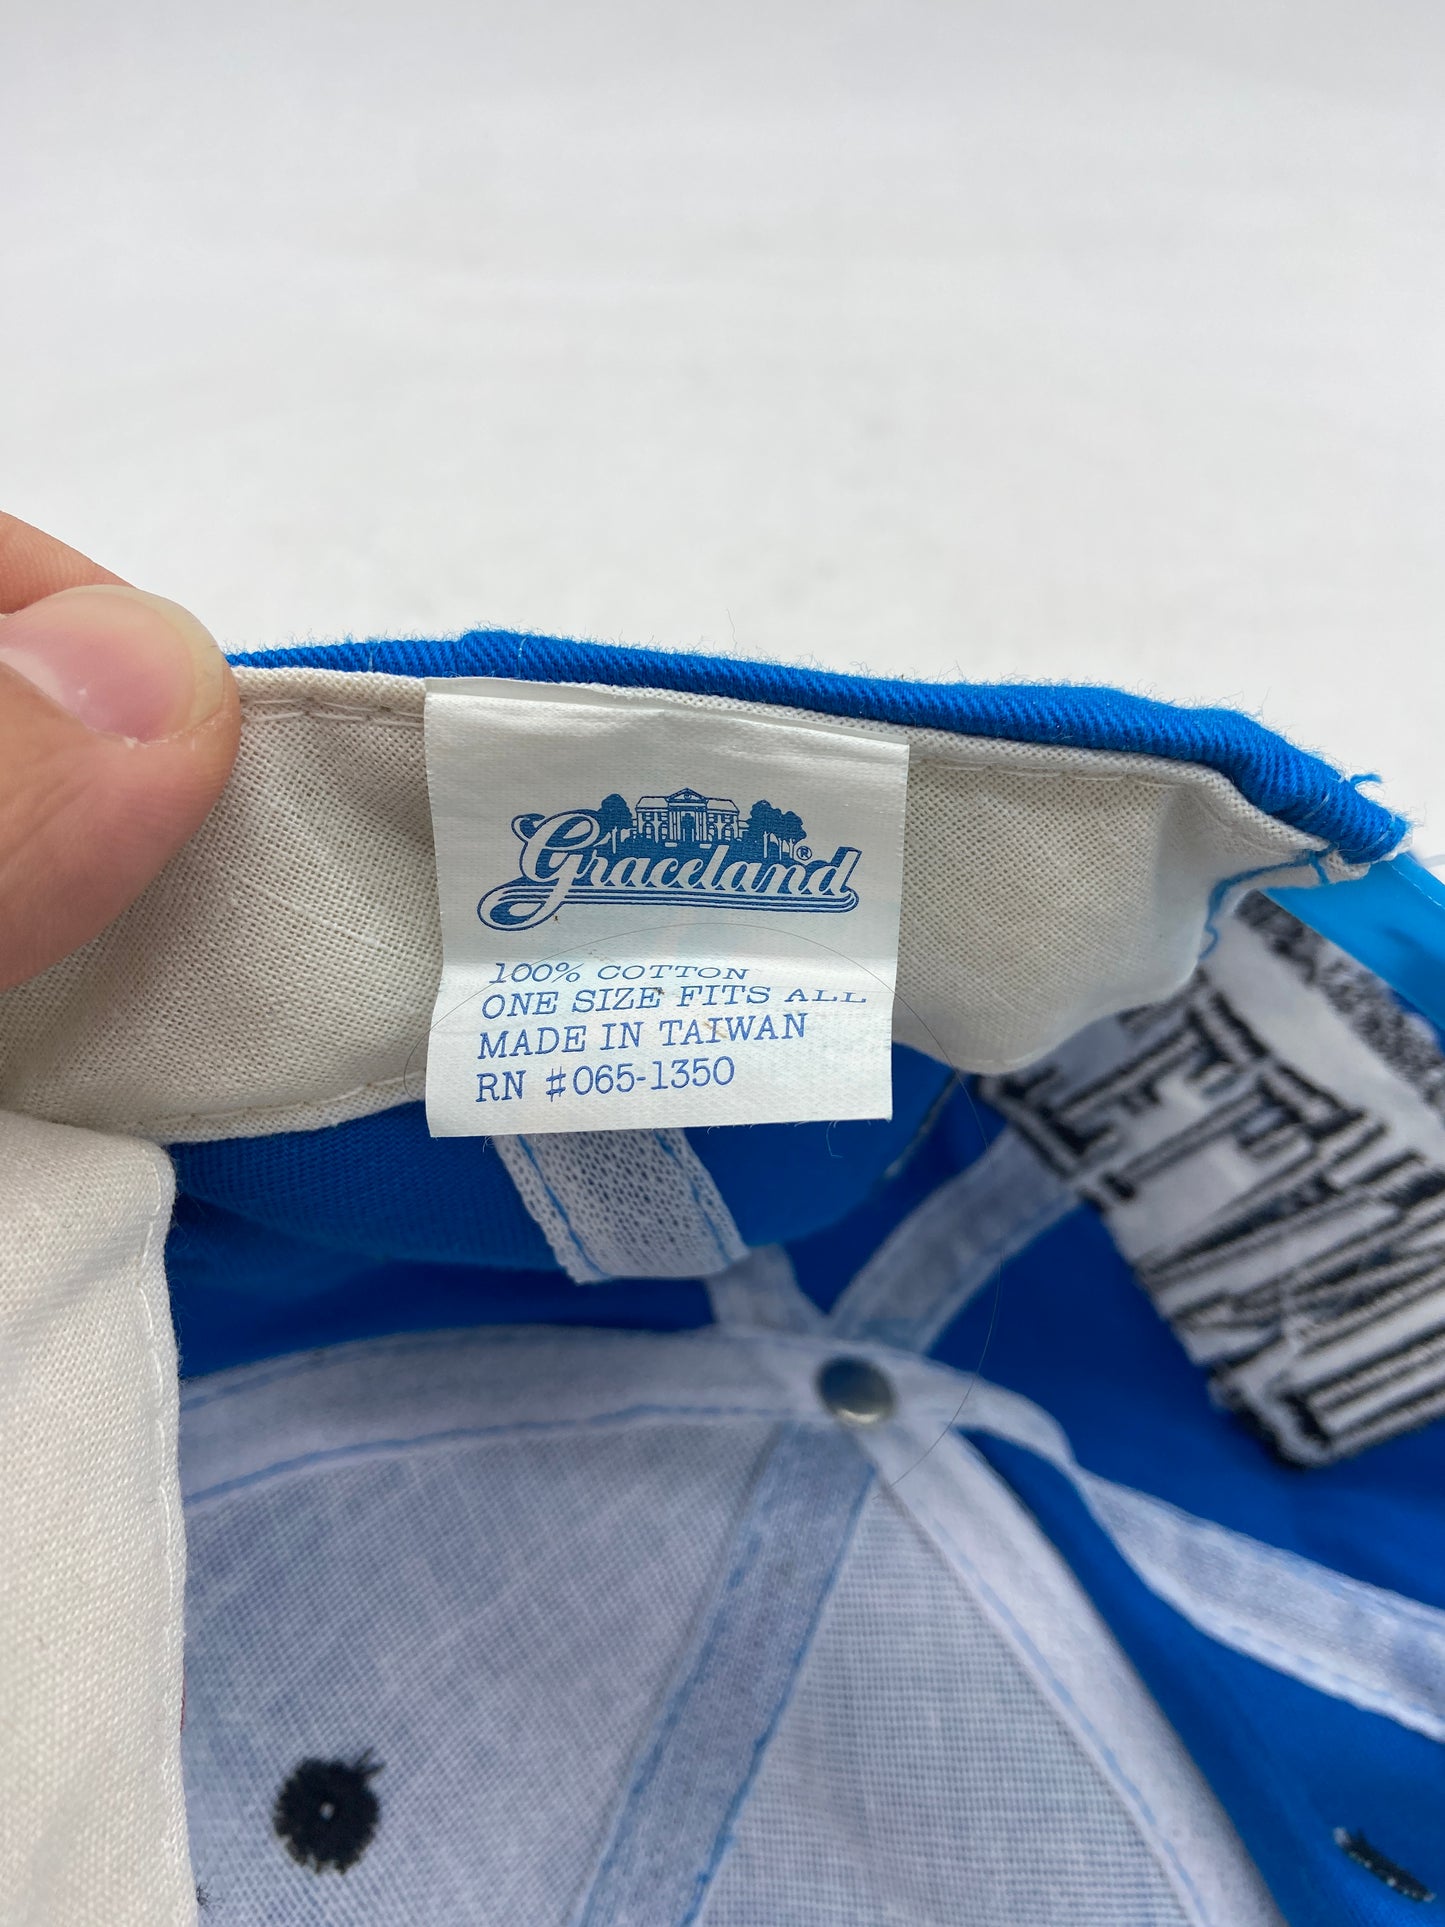 Graceland®
100% COTTON
ONE SIZE FITS ALL
MADE IN TAIWAN
RN #065-1350